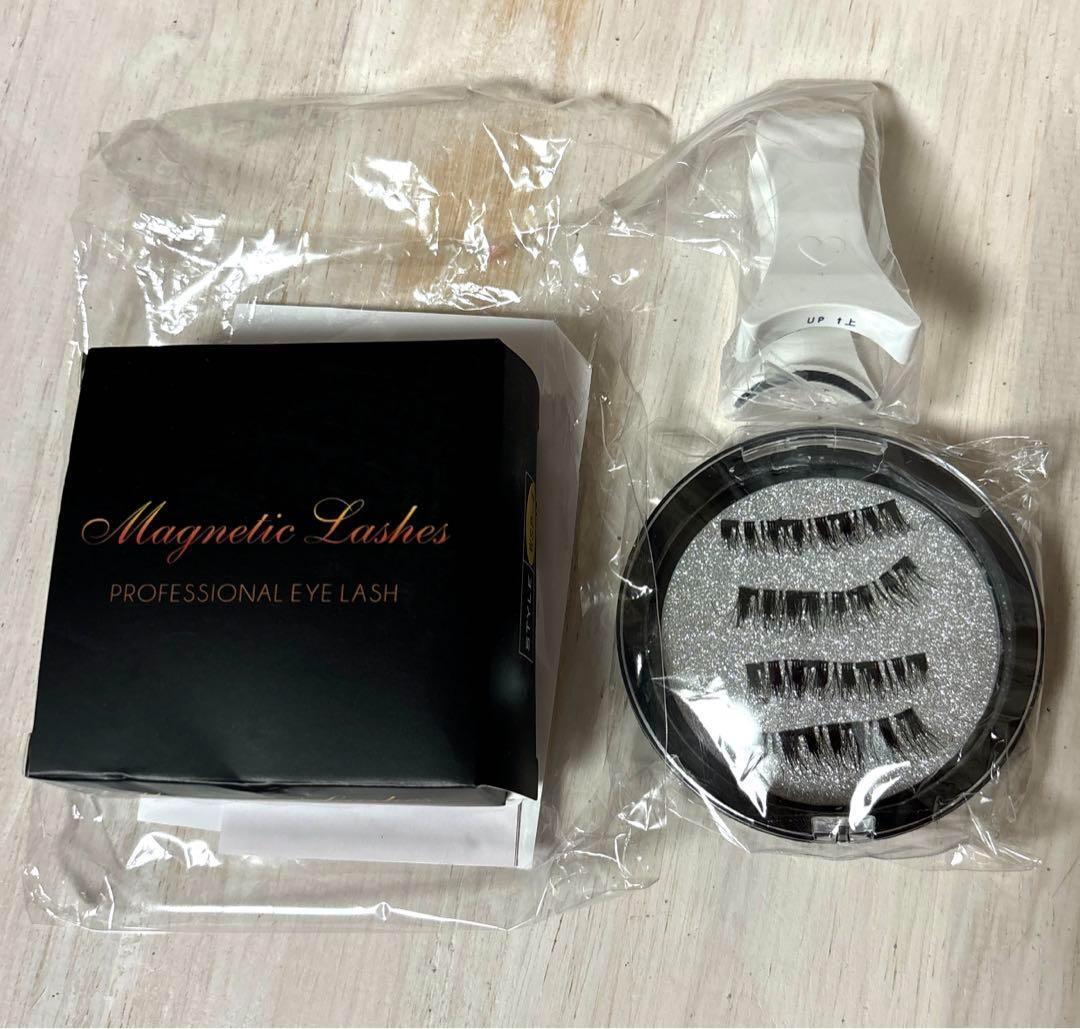 UP ↑上
Magnetic Lashes
PROFESSIONAL EYE LASH
STYLE